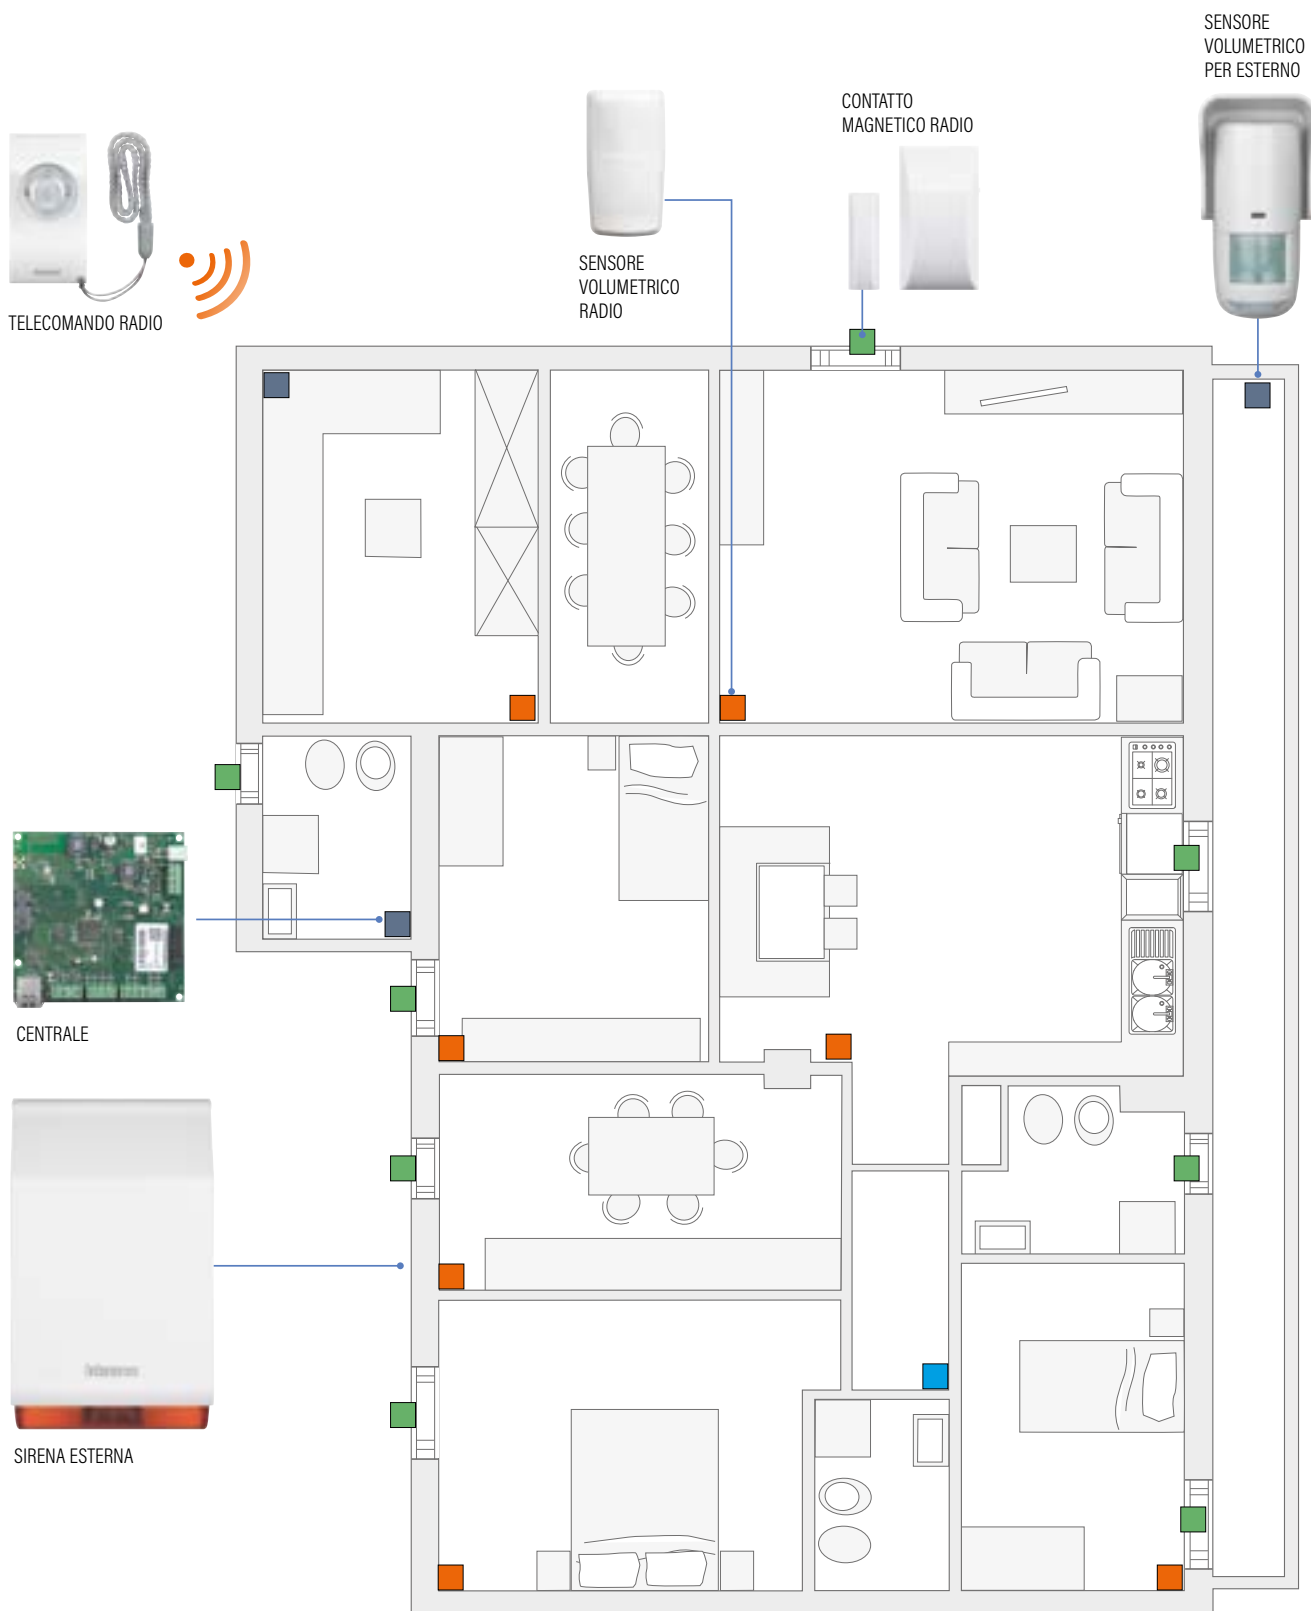 SENSORE
VOLUMETRICO
PER ESTERNO
CONTATTO
MAGNETICO RADIO
SENSORE
VOLUMETRICO
RADIO
TELECOMANDO RADIO
CENTRALE
SIRENA ESTERNA